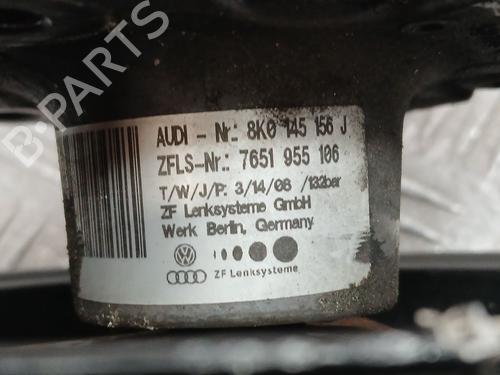 AUDI - Nr.: 8K0 145 156 J
ZFLS-Nr.: 7651 955 106
T/W/J/P: 3/14/08 /132bar
ZF Lenksysteme GmbH
Werk Berlin, Germany
ZF Lenksysteme
B-PARTS